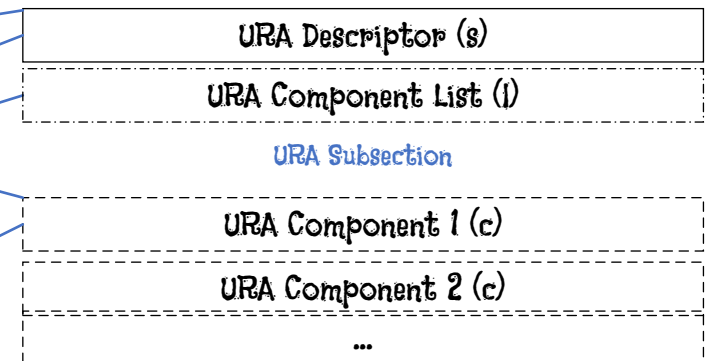 URA Descriptor (s)
URA Component List (l)
URA Subsection
URA Component 1 (c)
URA Component 2 (c)
...